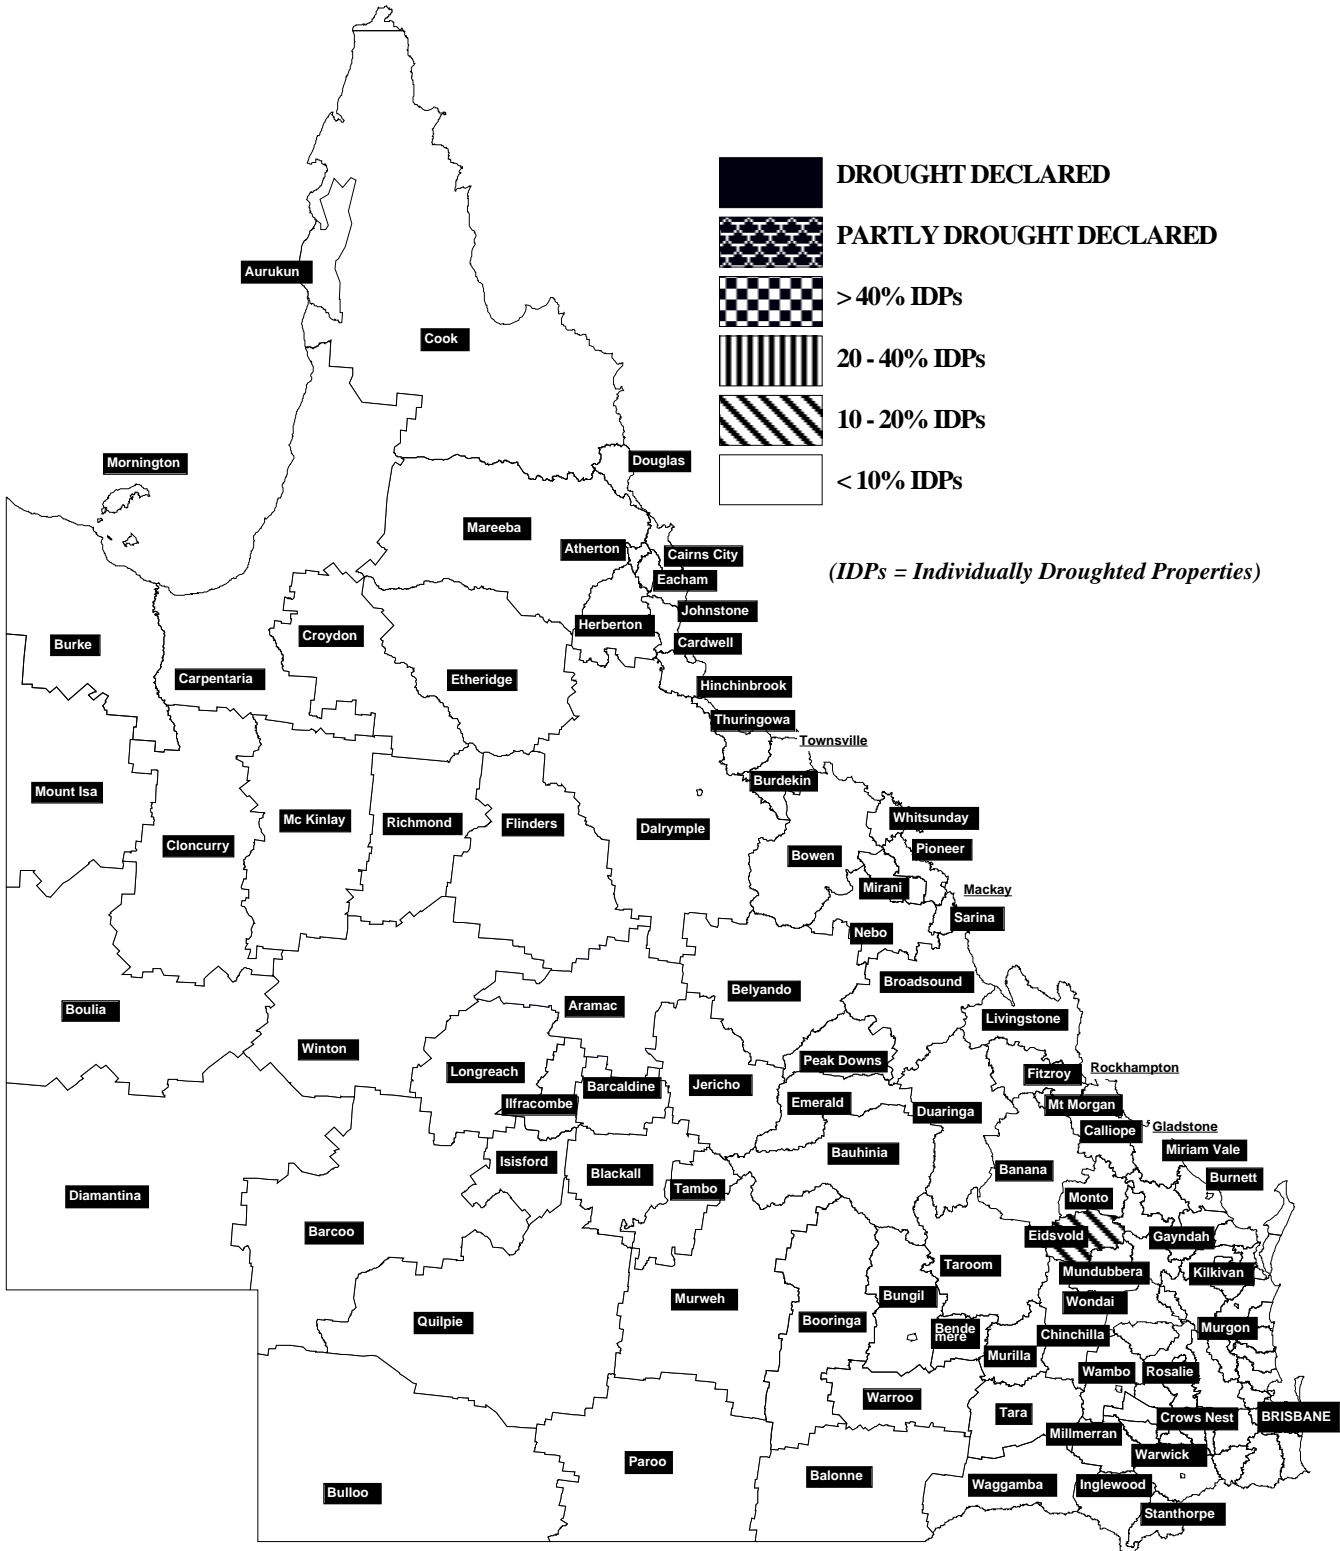 DROUGHT DECLARED
PARTLY DROUGHT DECLARED
> 40% IDPs
20 - 40% IDPs
10 - 20% IDPs
< 10% IDPs
(IDPs = Individually Droughted Properties)
Aurukun
Cook
Mornington
Douglas
Mareeba
Atherton
Cairns City
Eacham
Johnstone
Herberton
Cardwell
Burke
Croydon
Carpentaria
Etheridge
Hinchinbrook
Thuringowa
Townsville
Burdekin
Mount Isa
Mc Kinlay
Richmond
Flinders
Dalrymple
Whitsunday
Cloncurry
Bowen
Pioneer
Mirani
Mackay
Sarina
Nebo
Broadsound
Belyando
Boulia
Aramac
Livingstone
Winton
Peak Downs
Longreach
Barcaldine
Jericho
Fitzroy
Rockhampton
Ilfracombe
Emerald
Duaringa
Mt Morgan
Calliope
Gladstone
Miriam Vale
Isisford
Blackall
Bauhinia
Banana
Burnett
Diamantina
Tambo
Monto
Barcoo
Eidsvold
Gayndah
Taroom
Mundubbera
Kilkivan
Murweh
Bungil
Wondai
Quilpie
Booringa
Bende
mere
Chinchilla
Murgon
Murilla
Wambo
Rosalie
Warroo
Tara
Crows Nest
BRISBANE
Millmerran
Warwick
Paroo
Balonne
Waggamba
Inglewood
Bulloo
Stanthorpe